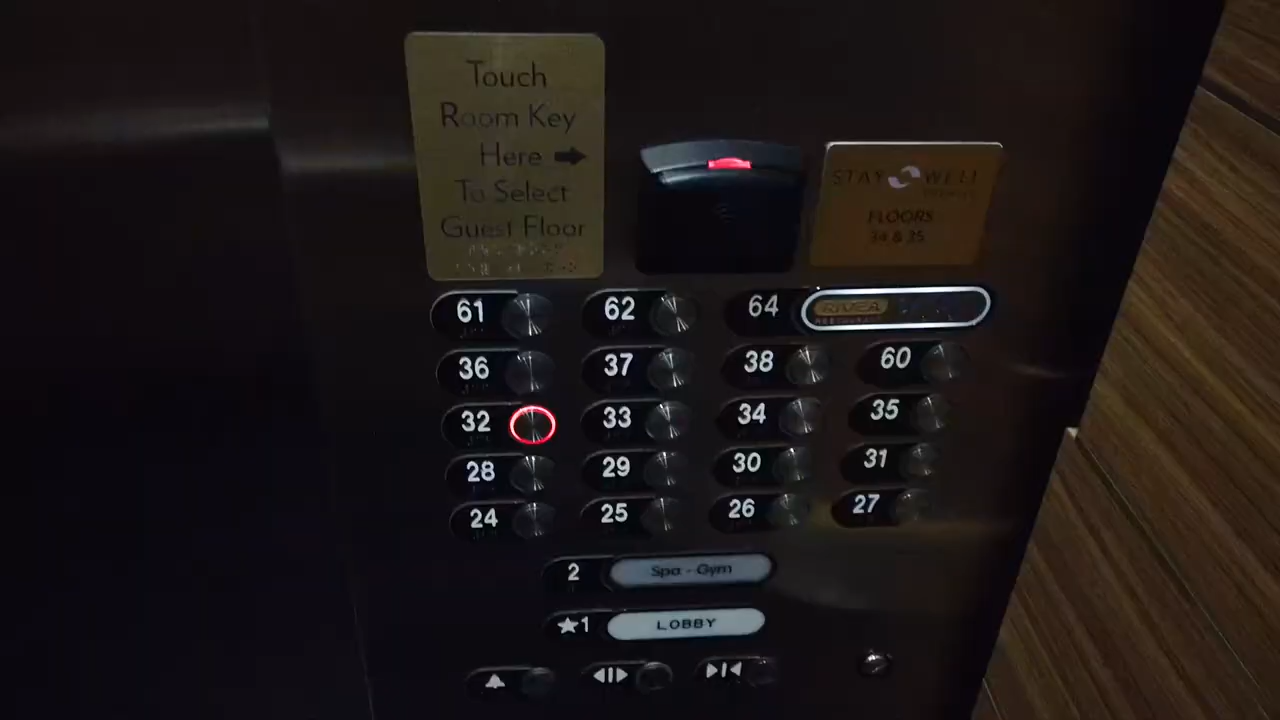 Touch
Room Key
Here ➡
To Select
Guest Floor
STAY WELL
FLOORS
34 & 35
61 62 64 RIVEA
36 37 38 60
32 33 34 35
28 29 30 31
24 25 26 27
2 Spa - Gym
★1 LOBBY